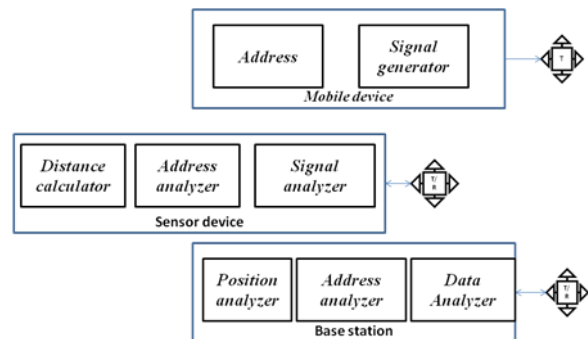 Address
Signal
generator
T
Mobile device
Distance
calculator
Address
analyzer
Signal
analyzer
T/
R
Sensor device
Position
analyzer
Address
analyzer
Data
Analyzer
T/
R
Base station